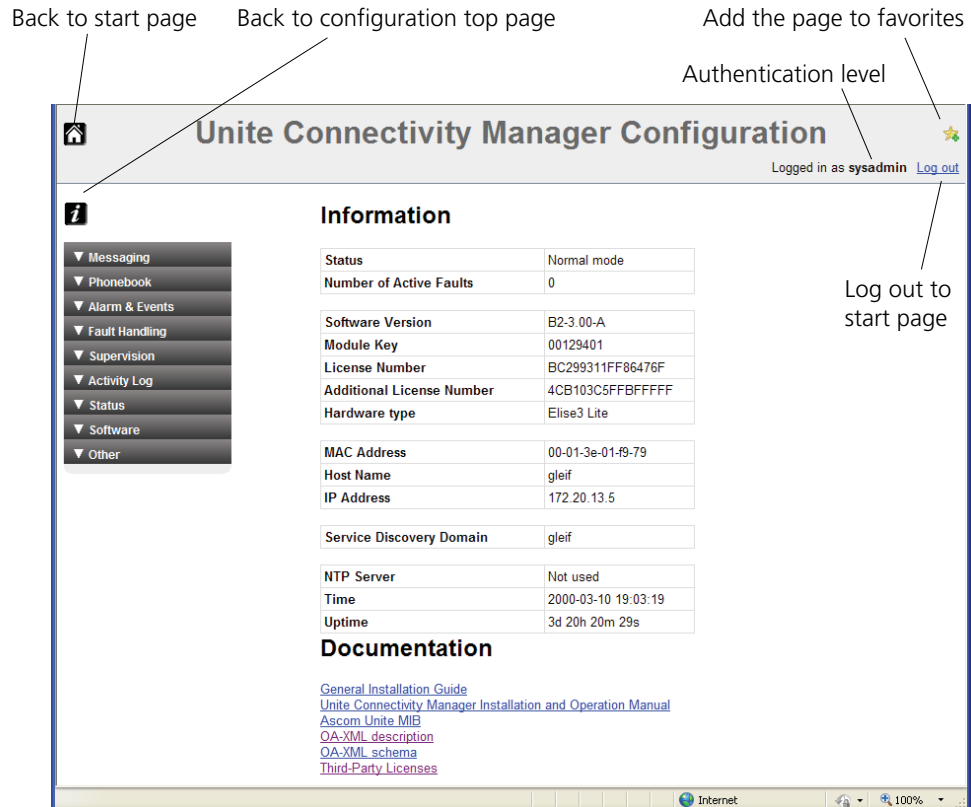 Back to start page
Back to configuration top page
Add the page to favorites
Authentication level
Unite Connectivity Manager Configuration
Logged in as sysadmin Log out
i
Information
Messaging
Phonebook
Alarm & Events
Fault Handling
Supervision
Activity Log
Status
Software
Other
Status Normal mode
Number of Active Faults 0
Software Version B2-3.00-A
Module Key 00129401
License Number BC299311FF86476F
Additional License Number 4CB103C5FFBFFFFF
Hardware type Elise3 Lite
MAC Address 00-01-3e-01-f9-79
Host Name gleif
IP Address 172.20.13.5
Service Discovery Domain gleif
NTP Server Not used
Time 2000-03-10 19:03:19
Uptime 3d 20h 20m 29s
Log out to
start page
Documentation
General Installation Guide
Unite Connectivity Manager Installation and Operation Manual
Ascom Unite MIB
OA-XML description
OA-XML schema
Third-Party Licenses
Internet
100%